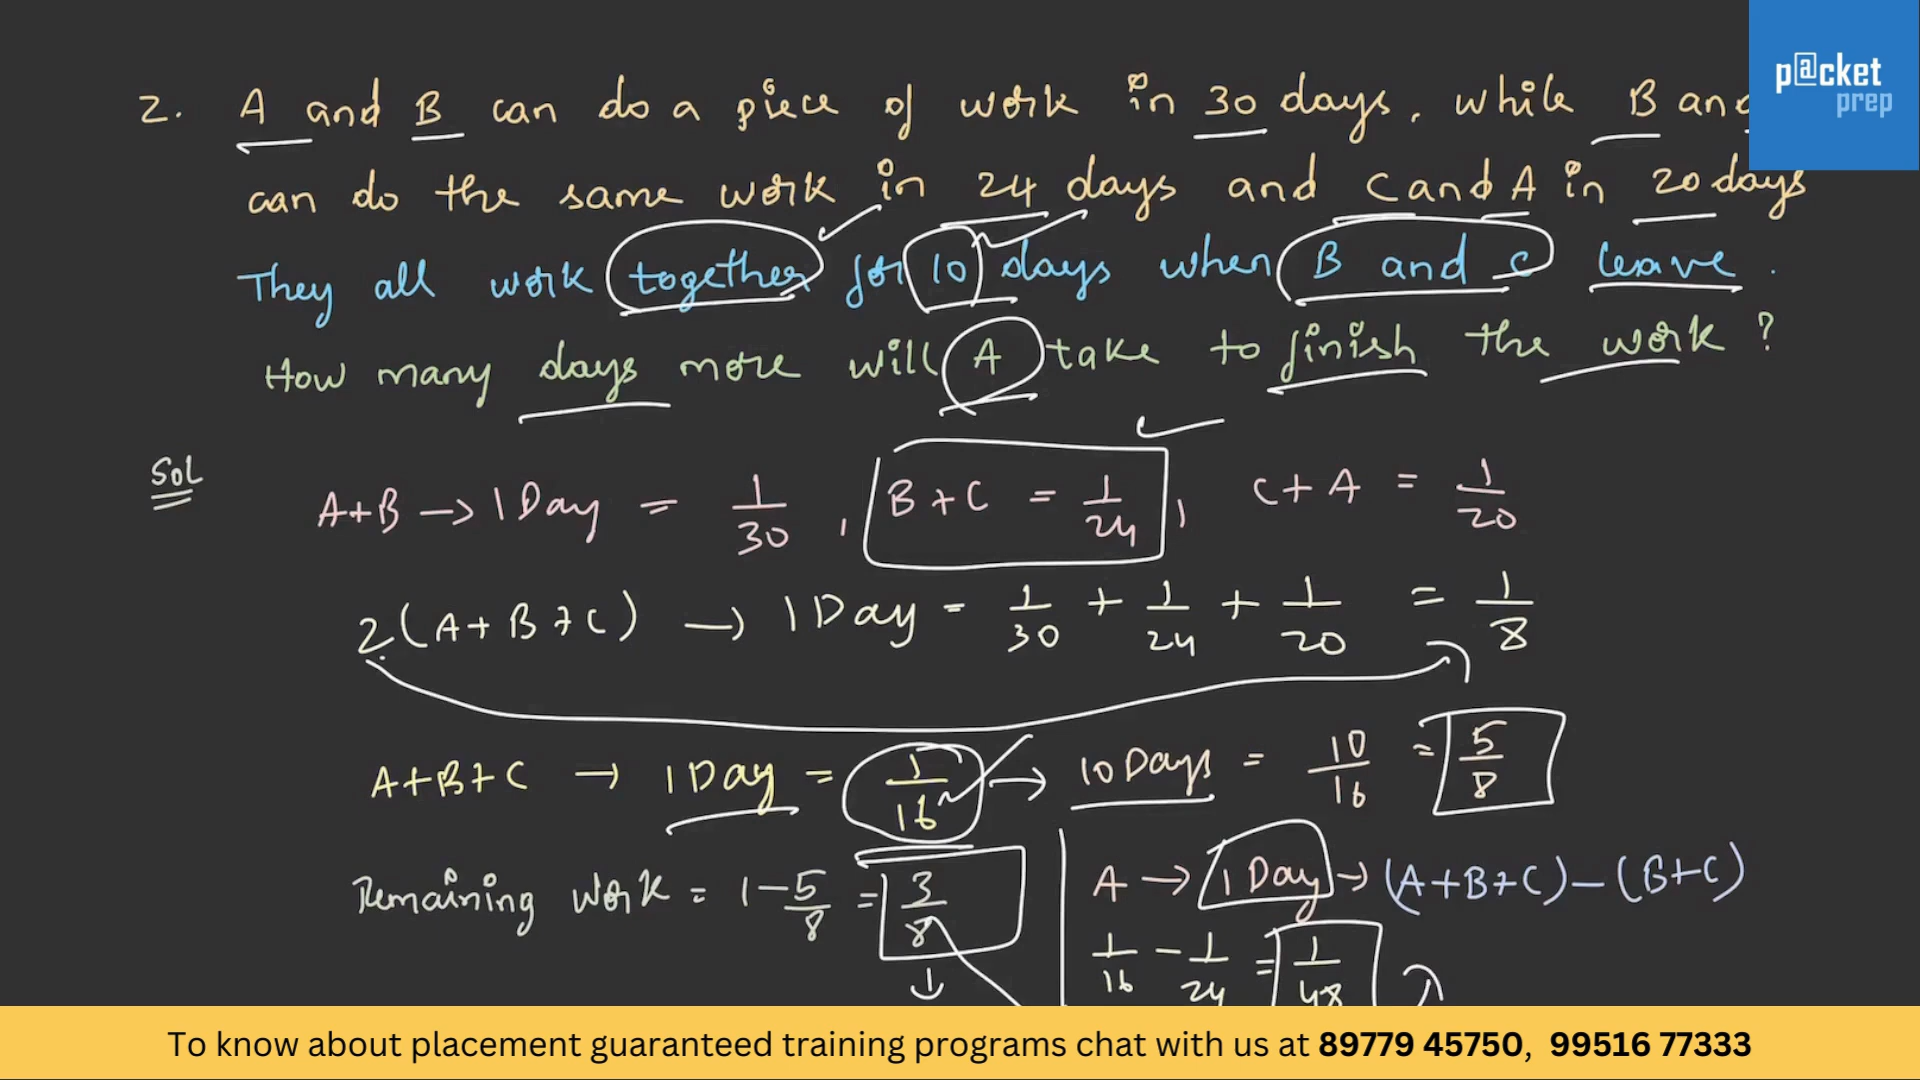 p@cket
prep
2. A and B can do a piece of work in 30 days, while B and
can do the same work in 24 days and C and A in 20 days
They all work together for 10 days when B and C leave.
How many days more will A take to finish the work?
Sol
A+B → 1 Day = 1/30, B+C = 1/24, C+A = 1/20
2(A+B+C) → 1 Day = 1/30 + 1/24 + 1/20 = 1/8
A+B+C → 1 Day = 1/16 → 10 Days = 10/16 = 5/8
Remaining work = 1-5/8 = 3/8
A → 1 Day → (A+B+C)-(B+C)
1/16 - 1/24 = 1/48
To know about placement guaranteed training programs chat with us at 89779 45750, 99516 77333